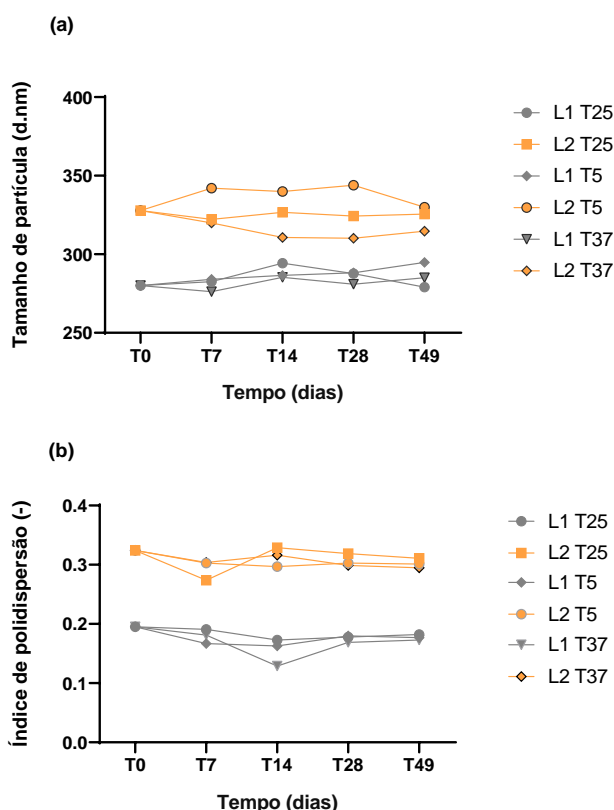 (a)
Tamanho de partícula (d.nm)
400
350
300
250
T0 T7 T14 T28 T49
Tempo (dias)
L1 T25
L2 T25
L1 T5
L2 T5
L1 T37
L2 T37
(b)
Índice de polidispersão (-)
0.4
0.3
0.2
0.1
0.0
T0 T7 T14 T28 T49
Tempo (dias)
L1 T25
L2 T25
L1 T5
L2 T5
L1 T37
L2 T37